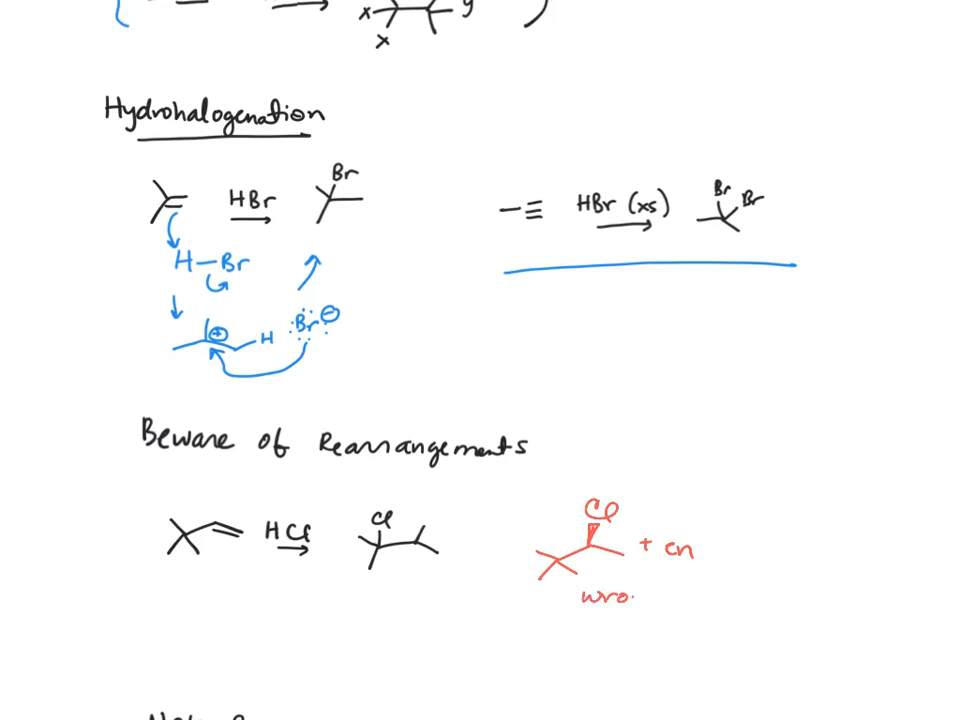 x y
x
Hydrohalogenation
HBr Br
HBr (xs) Br Br
H-Br
⊕ H Br ⊖
Beware of Rearrangements
HCl Cl
Cl + en
wro.